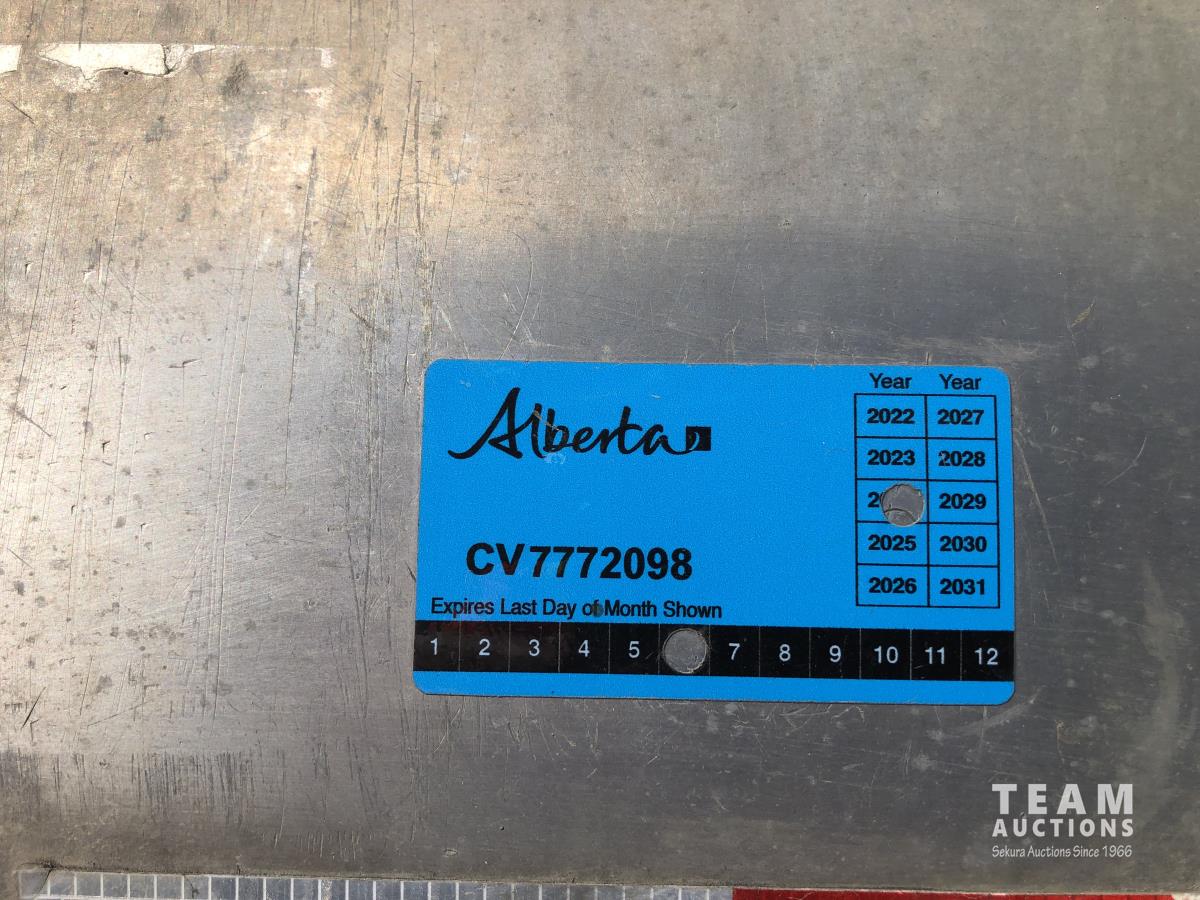 Alberta
Year Year
2022 2027
2023 2028
2029
2025 2030
2026 2031
CV7772098
Expires Last Day of Month Shown
1 2 3 4 5 7 8 9 10 11 12
TEAM
AUCTIONS
Sekura Auctions Since 1966